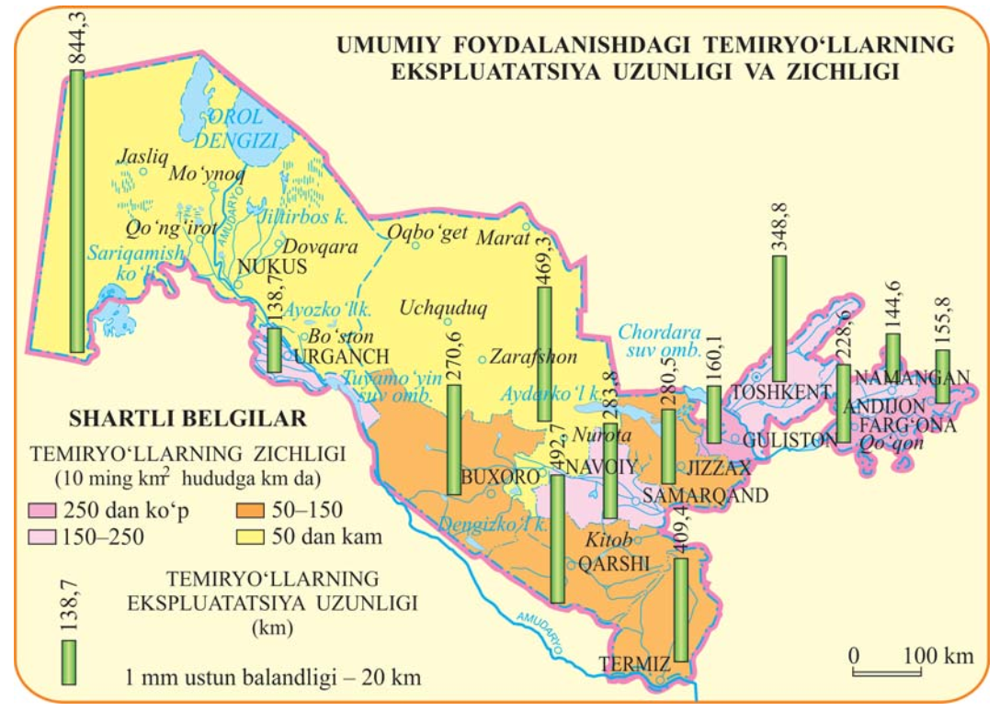 UMUMIY FOYDALANISHDAGI TEMIRYO‘LLARNING
EKSPLUATATSIYA UZUNLIGI VA ZICHLIGI
844,3
OROL
DENGIZI
Jasliq
Mo‘ynoq
AMUDARYO
Jiltirbos k.
Qo‘ng‘irot
Dovqara
Sariqamish
ko‘li
NUKUS
Oqbo‘get
Marat
469,3
348,8
138,7
Ayozko‘l k.
Bo‘ston
URGANCH
Uchquduq
Zarafshon
Chordara
suv omb.
270,6
Tuyamo‘yin
suv omb.
Aydarko‘l k.
283,8
280,5
160,1
228,6
144,6
155,8
TOSHKENT
NAMANGAN
ANDIJON
FARG‘ONA
Qo‘qon
GULISTON
Nurota
492,7
NAVOIY
JIZZAX
BUXORO
SAMARQAND
Dengizko‘l k.
Kitob
409,4
QARSHI
AMUDARYO
TERMIZ
SHARTLI BELGILAR
TEMIRYO‘LLARNING ZICHLIGI
(10 ming km² hududga km da)
250 dan ko‘p
50–150
150–250
50 dan kam
TEMIRYO‘LLARNING
EKSPLUATATSIYA UZUNLIGI
(km)
138,7
1 mm ustun balandligi – 20 km
0 100 km